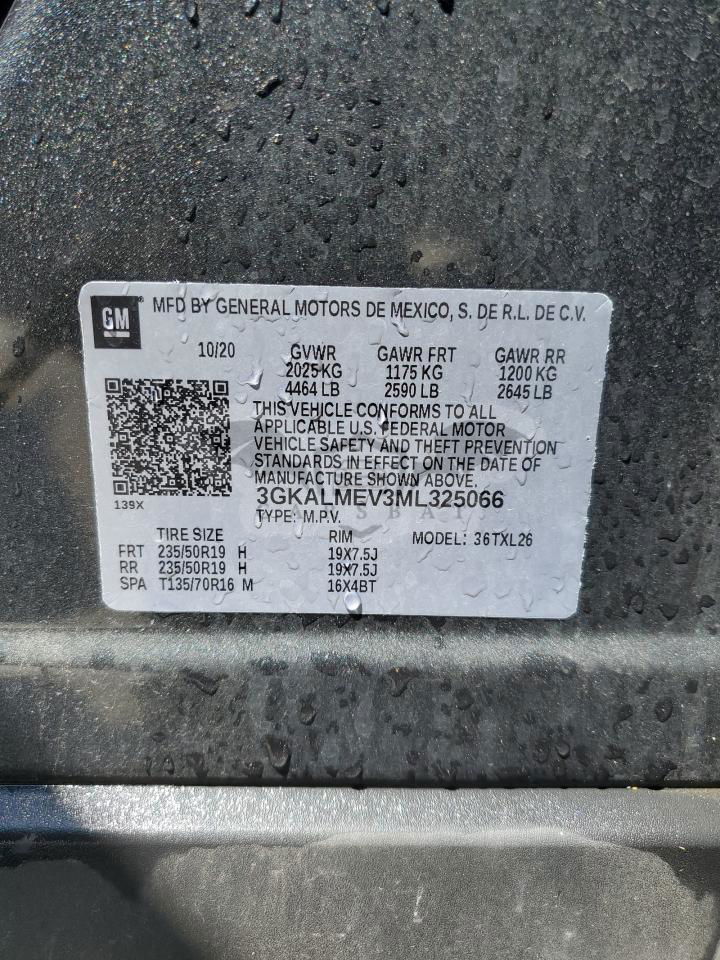 GM® MFD BY GENERAL MOTORS DE MEXICO, S. DE R.L. DE C.V.
10/20 GVWR GAWR FRT GAWR RR
2025 KG 1175 KG 1200 KG
4464 LB 2590 LB 2645 LB
THIS VEHICLE CONFORMS TO ALL
APPLICABLE U.S. FEDERAL MOTOR
VEHICLE SAFETY AND THEFT PREVENTION
STANDARDS IN EFFECT ON THE DATE OF
MANUFACTURE SHOWN ABOVE.
139X 3GKALMEV3ML325066
TYPE: M.P.V.
TIRE SIZE RIM MODEL: 36TXL26
FRT 235/50R19 H 19X7.5J
RR 235/50R19 H 19X7.5J
SPA T135/70R16 M 16X4BT